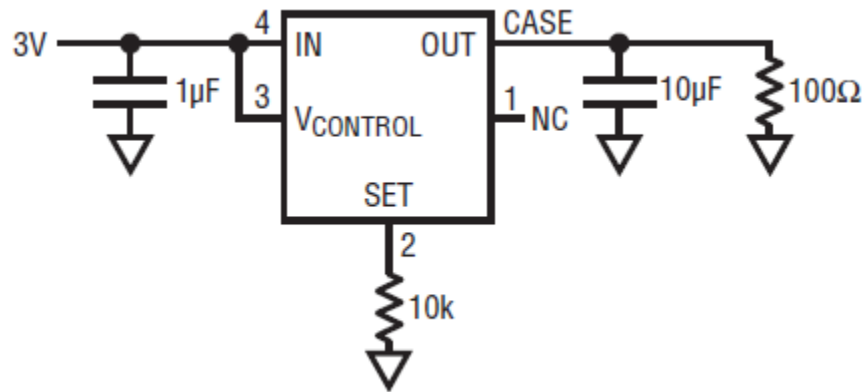 4
CASE
3V
IN
OUT
1µF
3
1
10µF
100Ω
VCONTROL
NC
SET
2
10k